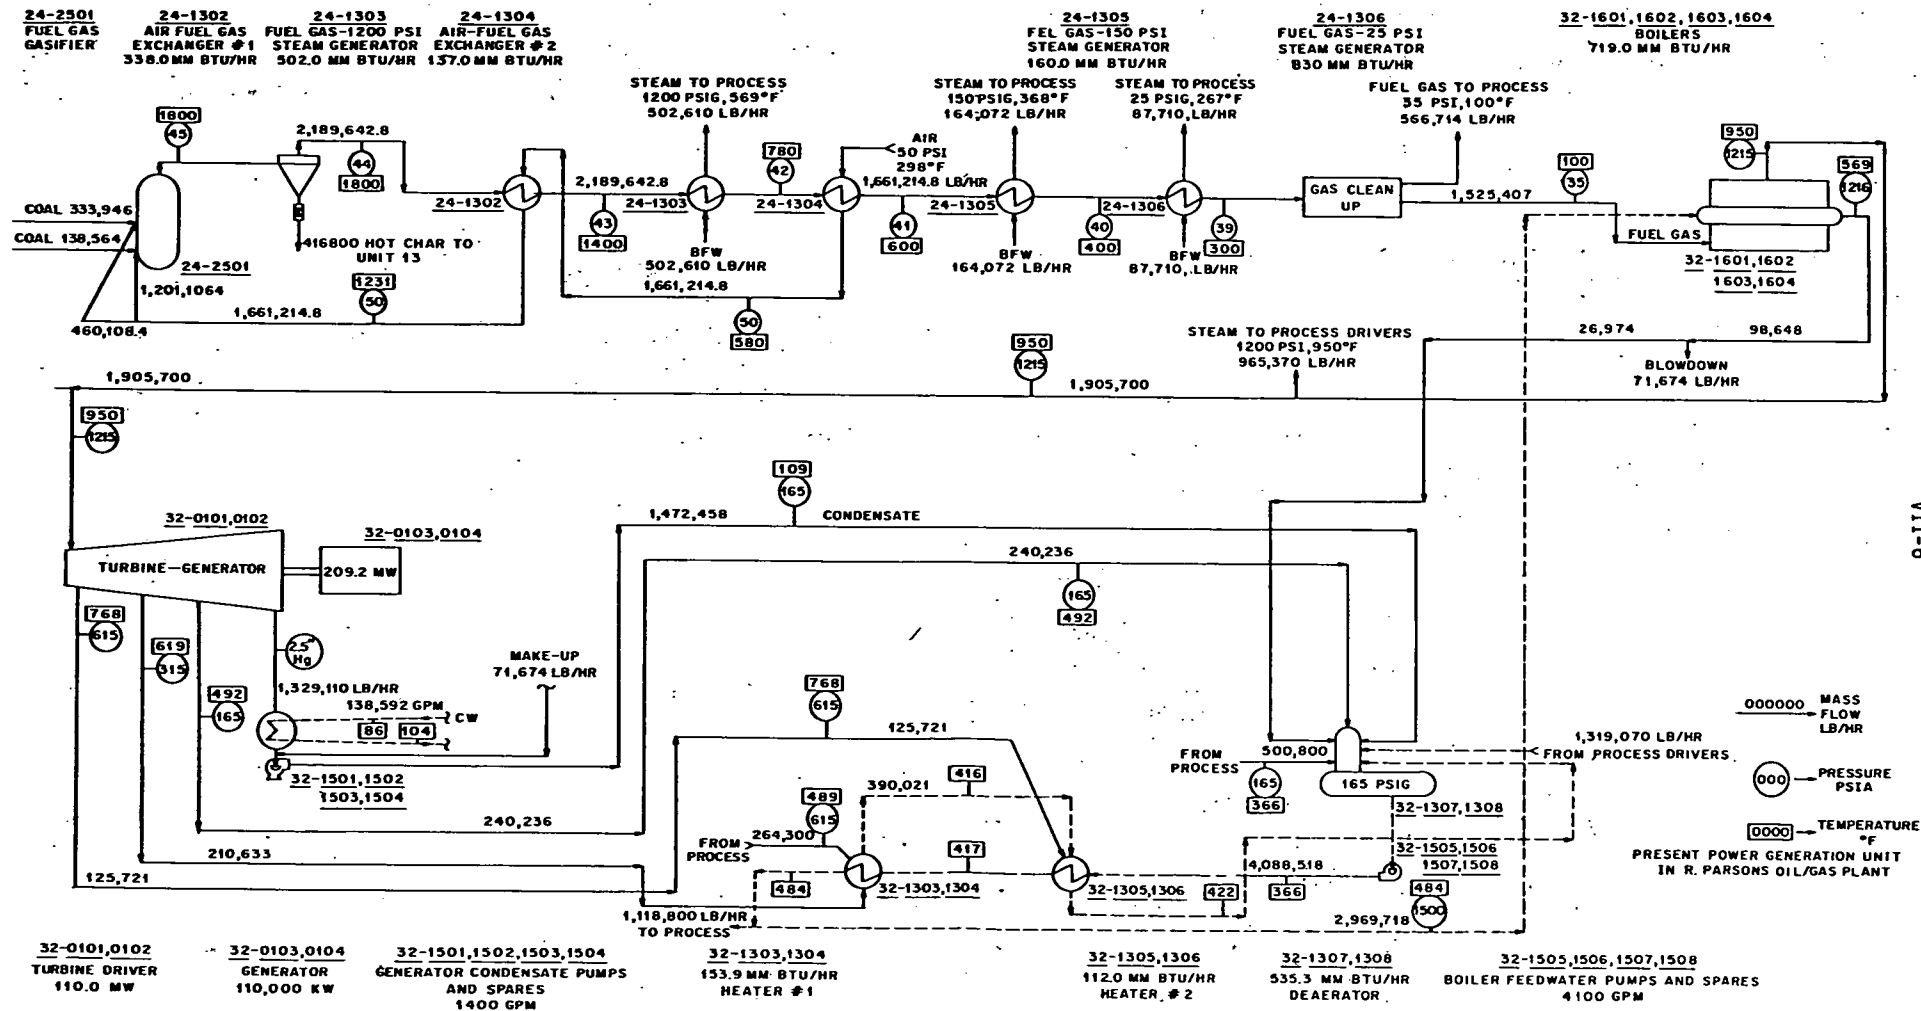 24-2501
FUEL GAS
GASIFIER
24-1302
AIR FUEL GAS
EXCHANGER #1
338.0 MM BTU/HR
24-1303
FUEL GAS-1200 PSI
STEAM GENERATOR
502.0 MM BTU/HR
24-1304
AIR-FUEL GAS
EXCHANGER #2
137.0 MM BTU/HR
24-1305
FEL GAS-150 PSI
STEAM GENERATOR
160.0 MM BTU/HR
24-1306
FUEL GAS-25 PSI
STEAM GENERATOR
830 MM BTU/HR
32-1601, 1602, 1603, 1604
BOILERS
719.0 MM BTU/HR
STEAM TO PROCESS
1200 PSIG, 569°F
502,610 LB/HR
STEAM TO PROCESS
150 PSIG, 368°F
164,072 LB/HR
STEAM TO PROCESS
25 PSIG, 267°F
87,710, LB/HR
FUEL GAS TO PROCESS
35 PSI, 100°F
566,714 LB/HR
1800
45
2,189,642.8
44
1800
780
42
AIR
50 PSI
298°F
1,661,214.8 LB/HR
950
1215
100
35
569
1216
COAL 333,946
COAL 138,564
24-2501
1,201,1064
460,108.4
416800 HOT CHAR TO
UNIT 13
1231
50
1,661,214.8
24-1302
2,189,642.8
43
1400
24-1303
BFW
502,610 LB/HR
1,661,214.8
50
580
24-1304
41
600
24-1305
BFW
164,072 LB/HR
40
400
24-1306
BFW
87,710, LB/HR
39
300
GAS CLEAN
UP
1,525,407
FUEL GAS
32-1601, 1602
1603, 1604
26,974
98,648
BLOWDOWN
71,674 LB/HR
STEAM TO PROCESS DRIVERS
1200 PSI, 950°F
965,370 LB/HR
950
1215
1,905,700
1,905,700
950
1215
109
165
1,472,458
CONDENSATE
32-0101,0102
32-0103,0104
TURBINE-GENERATOR
209.2 MW
240,236
165
492
VII-9
768
615
619
315
492
165
2.5"
Hg
1,329,110 LB/HR
138,592 GPM
CW
86
104
MAKE-UP
71,674 LB/HR
32-1501, 1502
1503, 1504
240,236
210,633
125,721
768
615
125,721
390,021
416
489
615
264,300
FROM
PROCESS
417
484
32-1303, 1304
1,118,800 LB/HR
TO PROCESS
32-1305, 1306
422
366
4,088,518
2,969,718
484
1500
FROM
PROCESS
500,800
165
366
165 PSIG
1,319,070 LB/HR
FROM PROCESS DRIVERS
32-1307, 1308
32-1505, 1506
1507, 1508
000000
MASS
FLOW
LB/HR
000
PRESSURE
PSIA
0000
TEMPERATURE
°F
PRESENT POWER GENERATION UNIT
IN R. PARSONS OIL/GAS PLANT
32-0101,0102
TURBINE DRIVER
110.0 MW
32-0103,0104
GENERATOR
110,000 KW
32-1501,1502,1503,1504
GENERATOR CONDENSATE PUMPS
AND SPARES
1400 GPM
32-1303,1304
153.9 MM BTU/HR
HEATER #1
32-1305,1306
112.0 MM BTU/HR
HEATER #2
32-1307,1308
535.3 MM BTU/HR
DEAERATOR
32-1505,1506,1507,1508
BOILER FEEDWATER PUMPS AND SPARES
4100 GPM